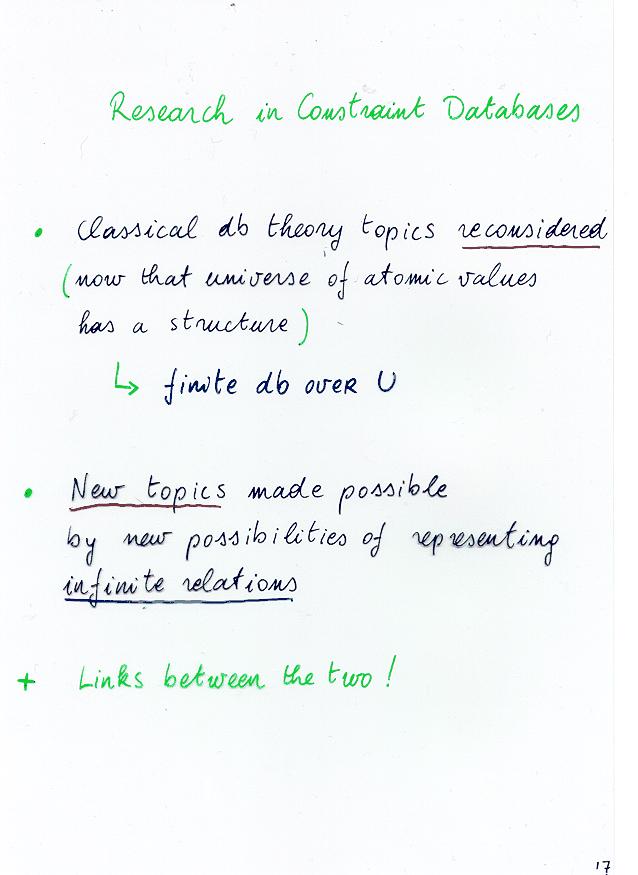 Research in Constraint Databases
• Classical db theory topics reconsidered
(now that universe of atomic values
has a structure)
↳ finite db over U
• New topics made possible
by new possibilities of representing
infinite relations
+ Links between the two!
17